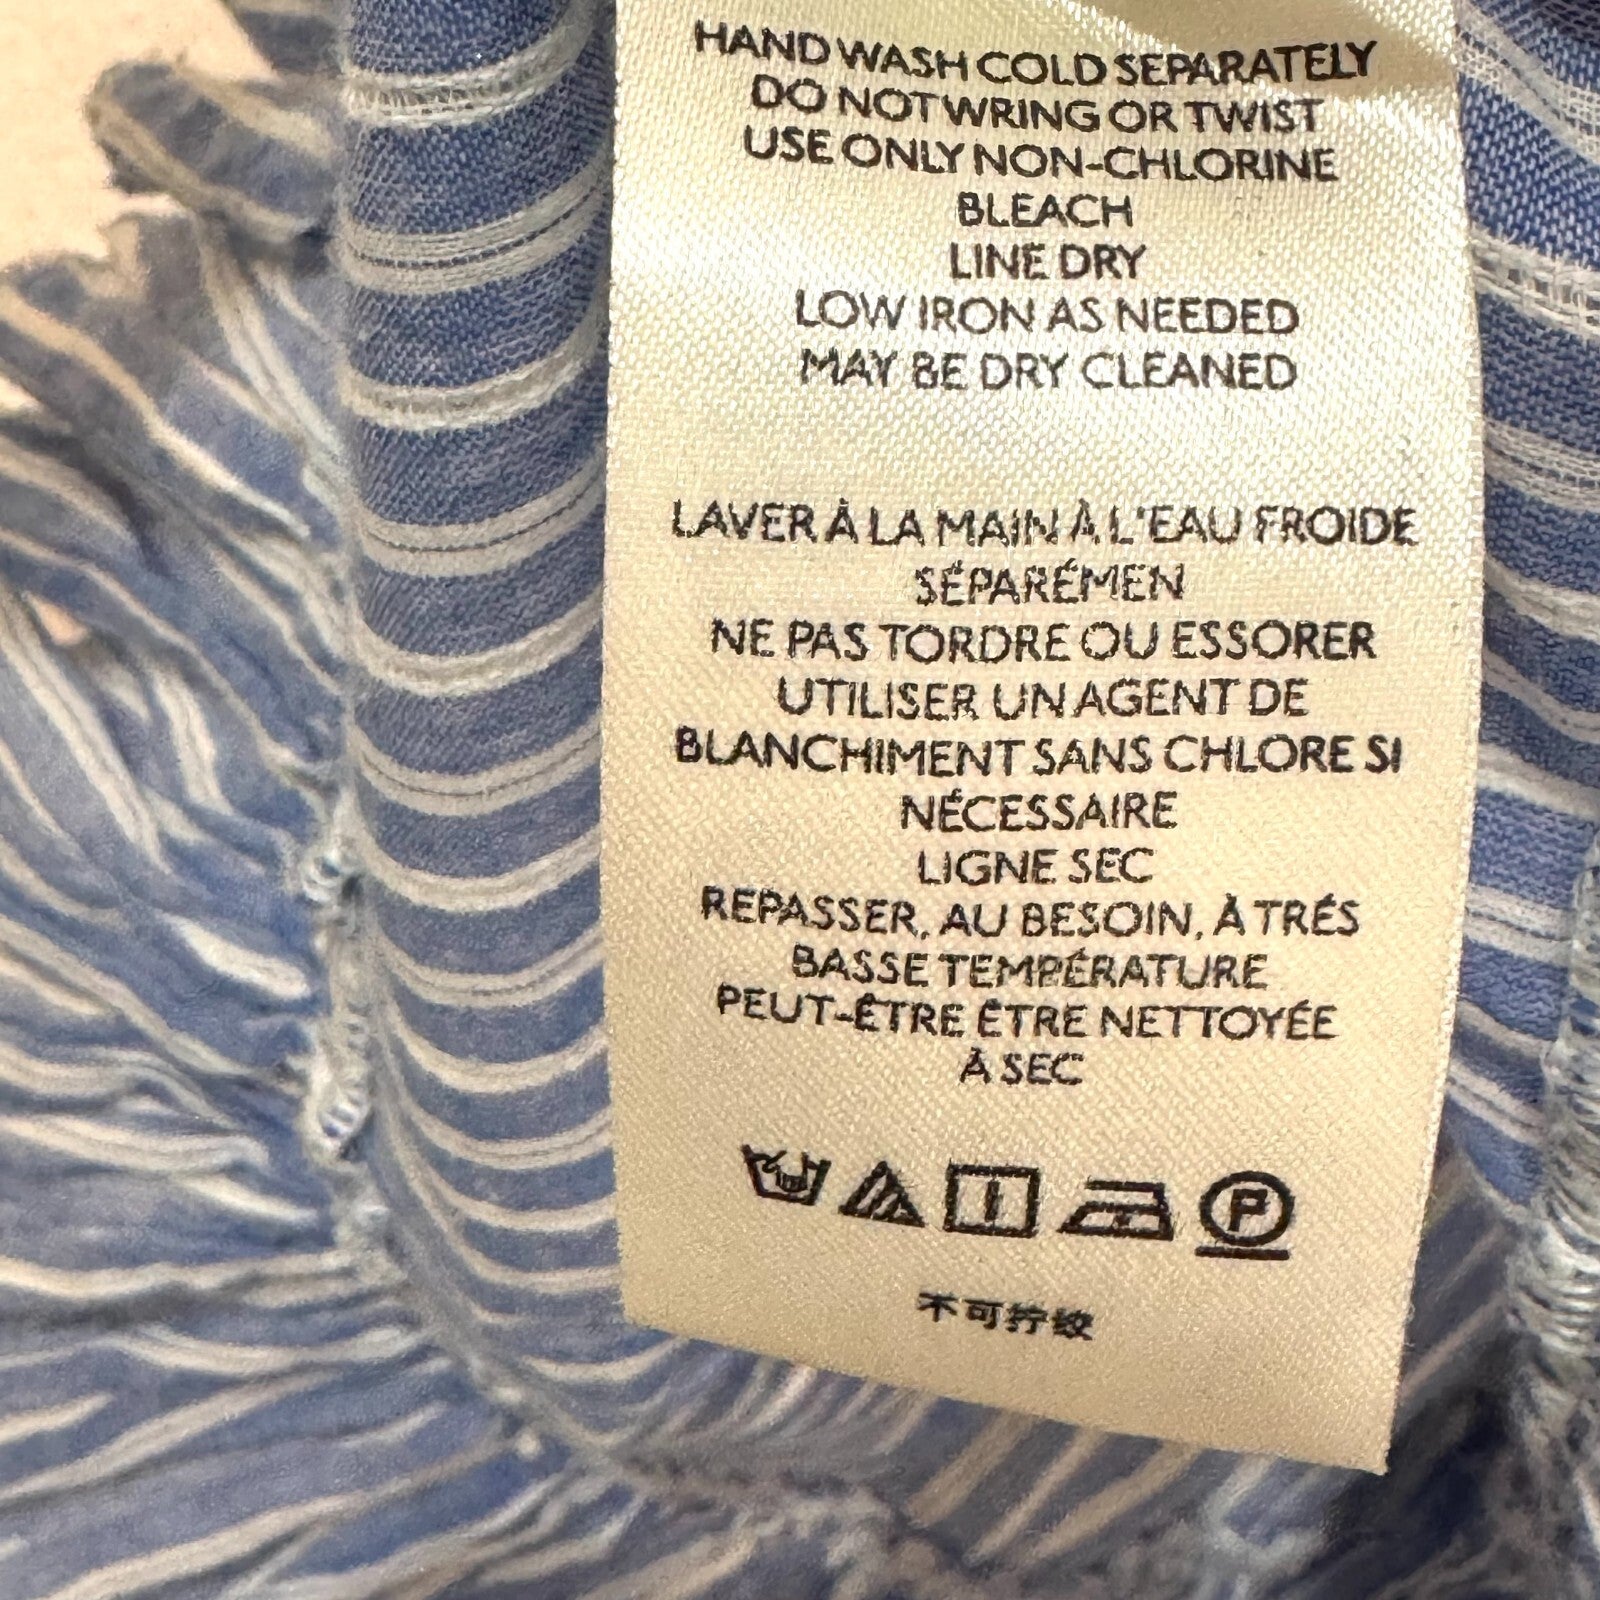 HAND WASH COLD SEPARATELY
DO NOT WRING OR TWIST
USE ONLY NON-CHLORINE
BLEACH
LINE DRY
LOW IRON AS NEEDED
MAY BE DRY CLEANED
LAVER À LA MAIN À L'EAU FROIDE
SÉPARÉMEN
NE PAS TORDRE OU ESSORER
UTILISER UN AGENT DE
BLANCHIMENT SANS CHLORE SI
NÉCESSAIRE
LIGNE SEC
REPASSER, AU BESOIN, À TRÉS
BASSE TEMPÉRATURE
PEUT-ÊTRE ÊTRE NETTOYÉE
À SEC
P
不可拧绞